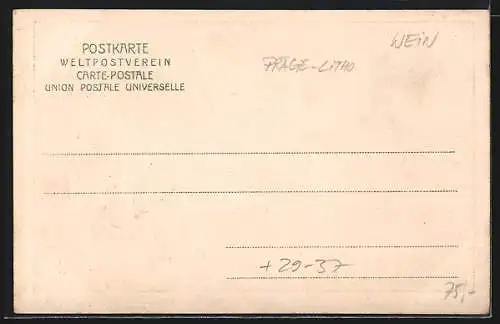 POSTKARTE
WELTPOSTVEREIN
CARTE-POSTALE
UNION POSTALE UNIVERSELLE
WEIN
PRÄGE-LITHO
+ 29-37
75,-